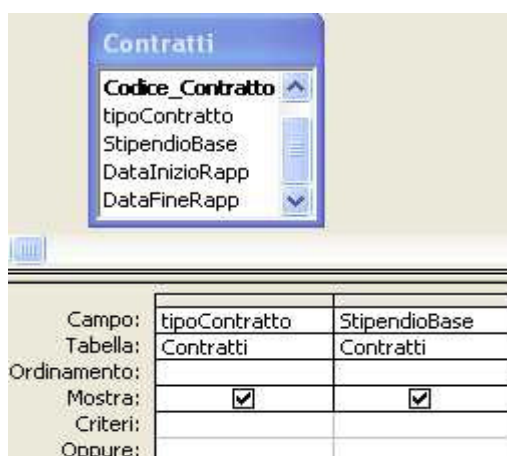 Contratti
Codice_Contratto
tipoContratto
StipendioBase
DataInizioRapp
DataFineRapp
Campo: tipoContratto StipendioBase
Tabella: Contratti Contratti
Ordinamento:
Mostra:
Criteri:
Oppure: